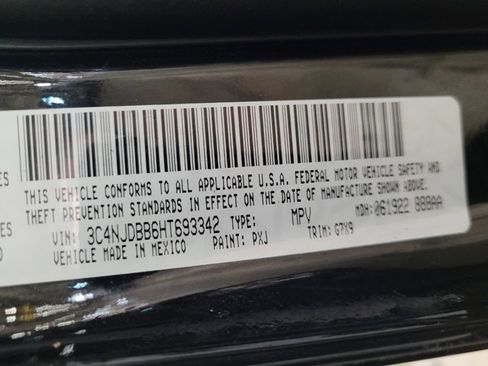 THIS VEHICLE CONFORMS TO ALL APPLICABLE U.S.A. FEDERAL MOTOR VEHICLE SAFETY AND
THEFT PREVENTION STANDARDS IN EFFECT ON THE DATE OF MANUFACTURE SHOWN ABOVE.
VIN: 3C4NJDBB6HT693342 TYPE: MPV MDH: 061922 888AA
VEHICLE MADE IN MEXICO PAINT: PXJ TRIM: G7X9